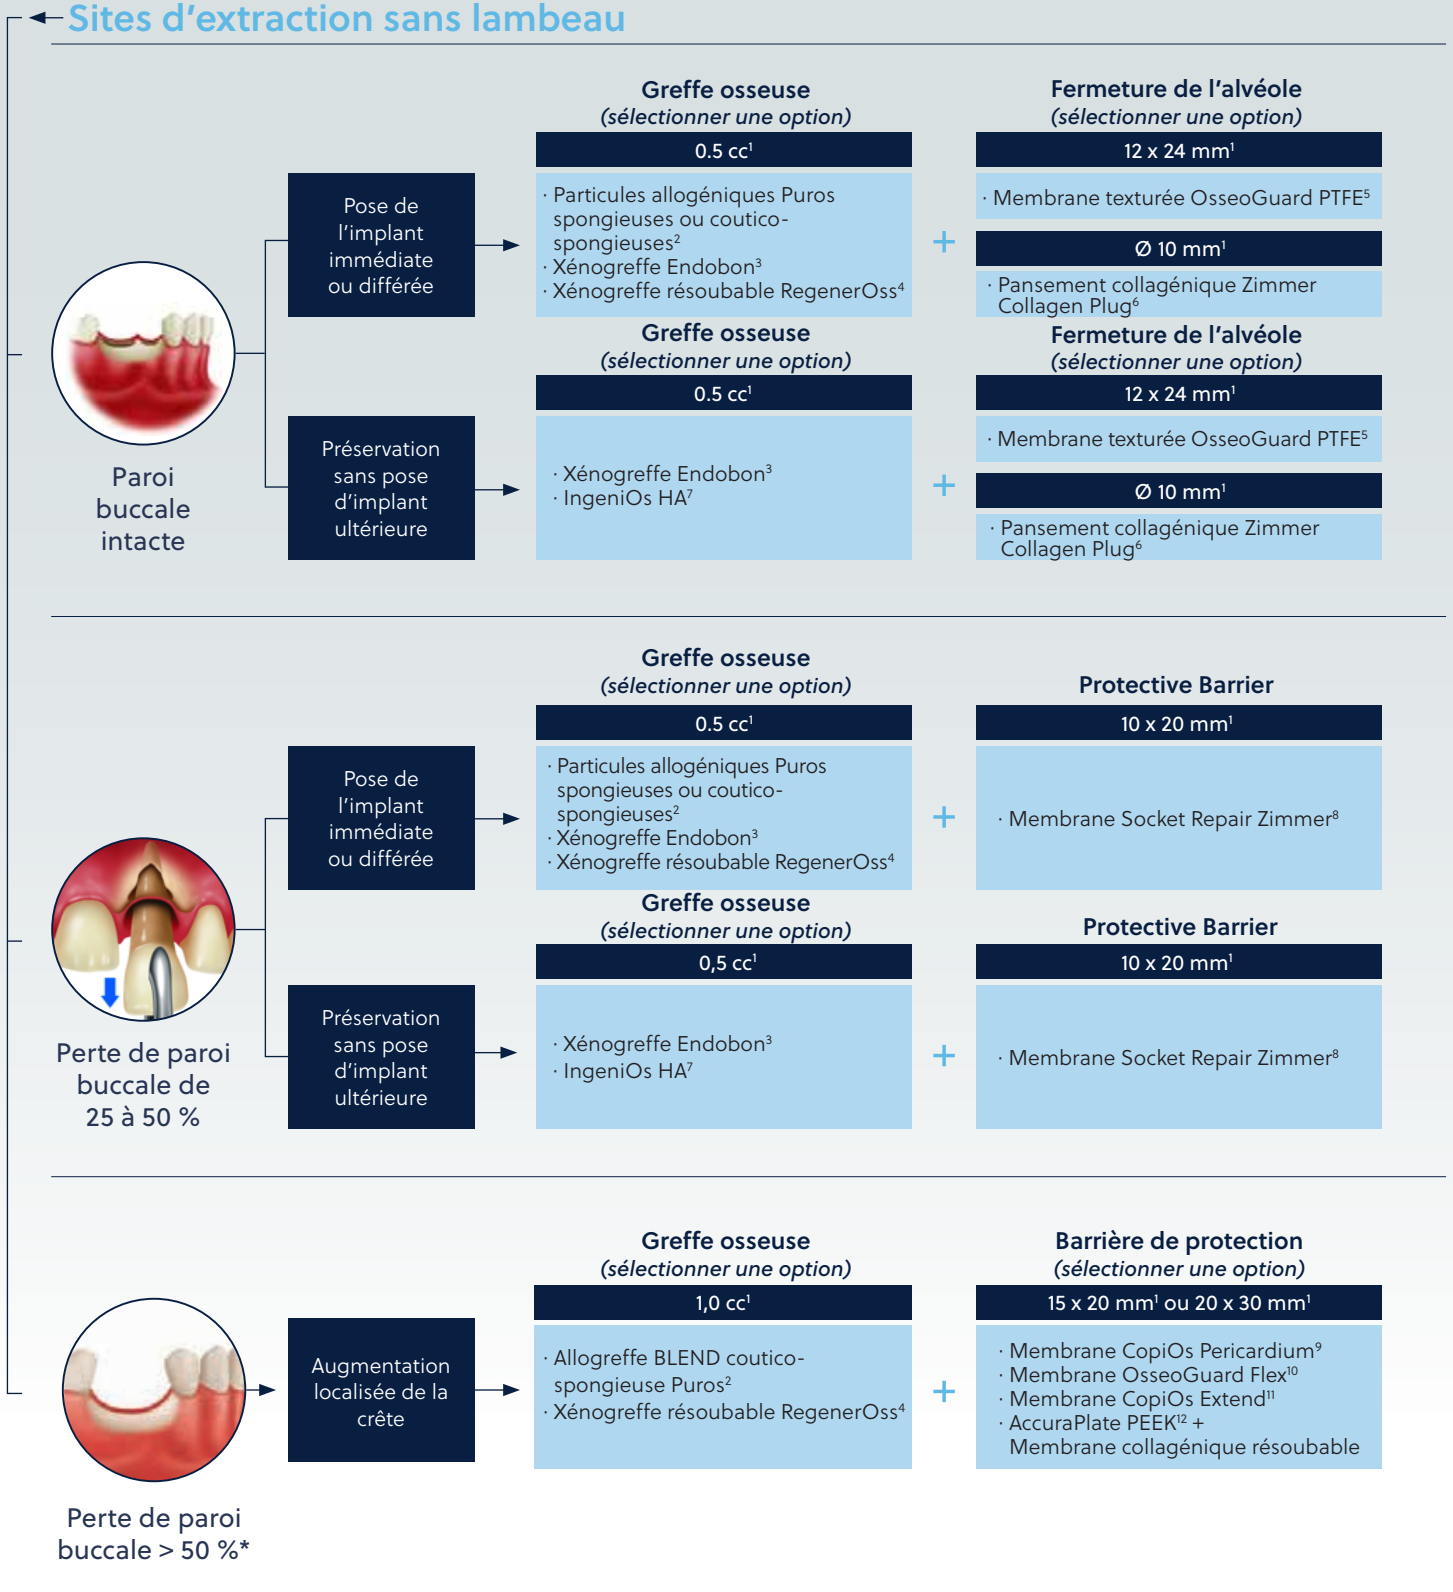 Sites d'extraction sans lambeau
Greffe osseuse
(sélectionner une option)
0.5 cc¹
Fermeture de l'alvéole
(sélectionner une option)
12 x 24 mm¹
Pose de
l'implant
immédiate
ou différée
· Particules allogéniques Puros
spongieuses ou coutico-
spongieuses²
· Xénogreffe Endobon³
· Xénogreffe résoubable RegenerOss⁴
+
· Membrane texturée OsseoGuard PTFE⁵
Ø 10 mm¹
· Pansement collagénique Zimmer
Collagen Plug⁶
Greffe osseuse
(sélectionner une option)
0.5 cc¹
Fermeture de l'alvéole
(sélectionner une option)
12 x 24 mm¹
Préservation
sans pose
d'implant
ultérieure
· Xénogreffe Endobon³
· IngeniOs HA⁷
+
· Membrane texturée OsseoGuard PTFE⁵
Ø 10 mm¹
· Pansement collagénique Zimmer
Collagen Plug⁶
Paroi
buccale
intacte
Greffe osseuse
(sélectionner une option)
0.5 cc¹
Protective Barrier
10 x 20 mm¹
Pose de
l'implant
immédiate
ou différée
· Particules allogéniques Puros
spongieuses ou coutico-
spongieuses²
· Xénogreffe Endobon³
· Xénogreffe résoubable RegenerOss⁴
+
· Membrane Socket Repair Zimmer⁸
Greffe osseuse
(sélectionner une option)
0,5 cc¹
Protective Barrier
10 x 20 mm¹
Préservation
sans pose
d'implant
ultérieure
· Xénogreffe Endobon³
· IngeniOs HA⁷
+
· Membrane Socket Repair Zimmer⁸
Perte de paroi
buccale de
25 à 50 %
Greffe osseuse
(sélectionner une option)
1,0 cc¹
Barrière de protection
(sélectionner une option)
15 x 20 mm¹ ou 20 x 30 mm¹
Augmentation
localisée de la
crête
· Allogreffe BLEND coutico-
spongieuse Puros²
· Xénogreffe résoubable RegenerOss⁴
+
· Membrane CopiOs Pericardium⁹
· Membrane OsseoGuard Flex¹⁰
· Membrane CopiOs Extend¹¹
· AccuraPlate PEEK¹² +
Membrane collagénique résoubable
Perte de paroi
buccale > 50 %*